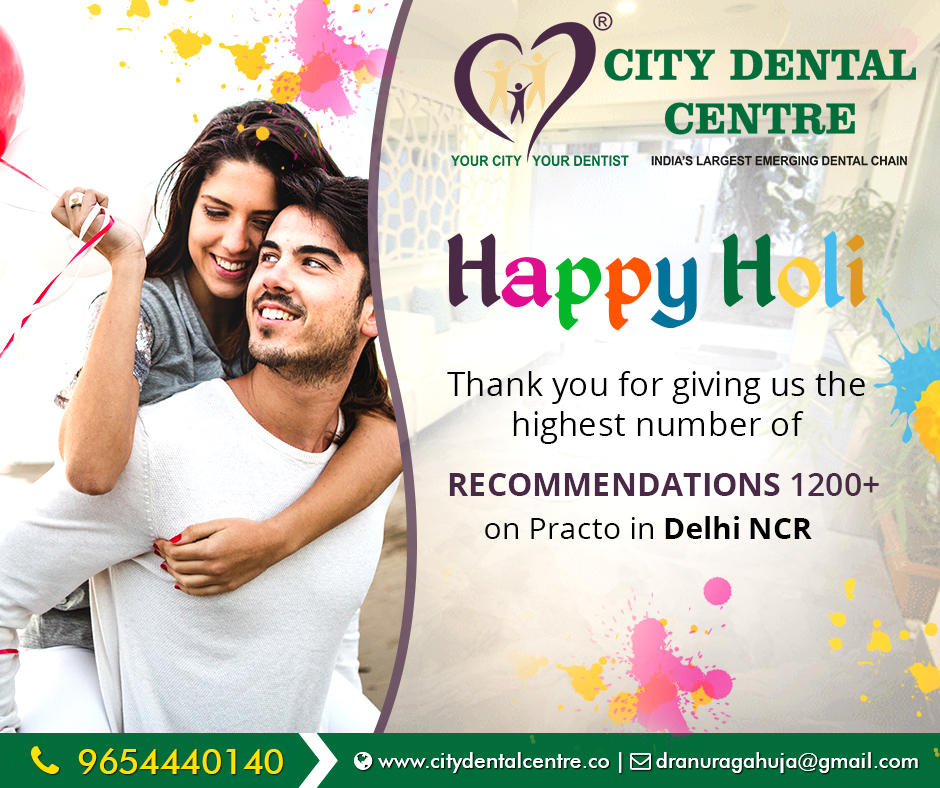 ®
CITY DENTAL
CENTRE
YOUR CITY YOUR DENTIST INDIA'S LARGEST EMERGING DENTAL CHAIN
Happy Holi
Thank you for giving us the
highest number of
RECOMMENDATIONS 1200+
on Practo in Delhi NCR
9654440140 www.citydentalcentre.co | dranuragahuja@gmail.com